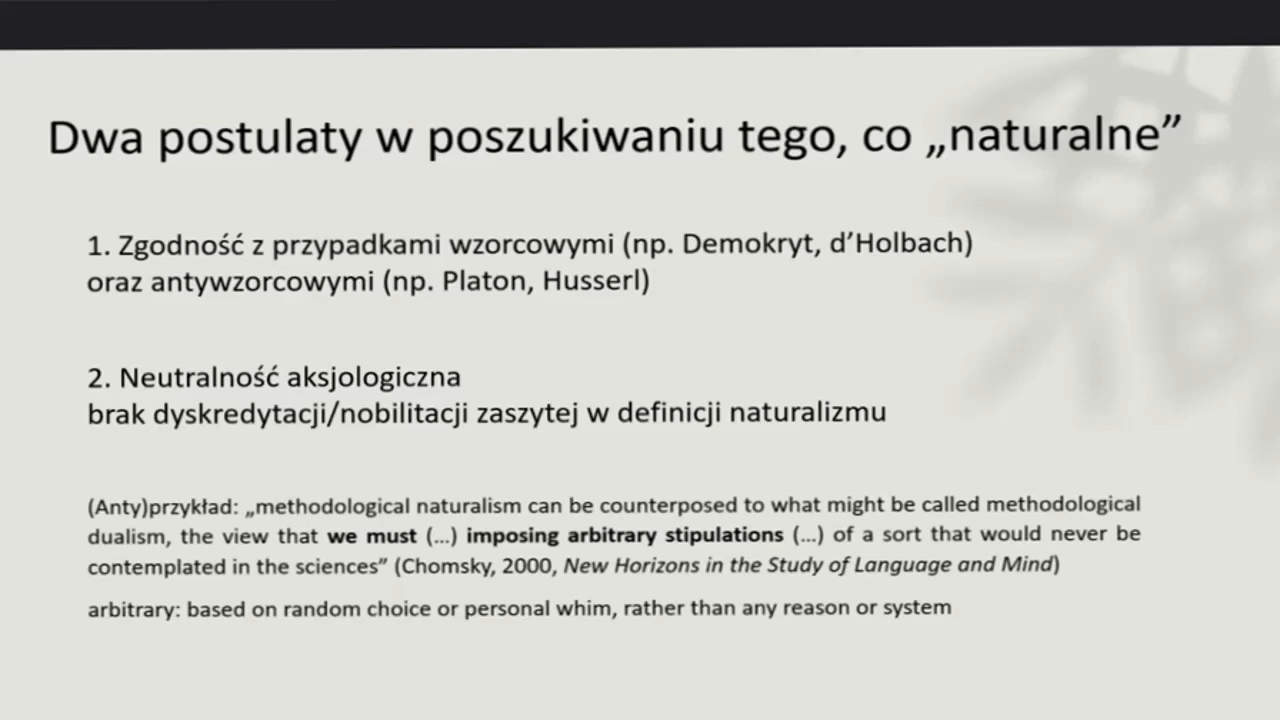 Dwa postulaty w poszukiwaniu tego, co „naturalne”
1. Zgodność z przypadkami wzorcowymi (np. Demokryt, d’Holbach)
oraz antywzorcowymi (np. Platon, Husserl)
2. Neutralność aksjologiczna
brak dyskredytacji/nobilitacji zaszytej w definicji naturalizmu
(Anty)przykład: „methodological naturalism can be counterposed to what might be called methodological
dualism, the view that we must (...) imposing arbitrary stipulations (...) of a sort that would never be
contemplated in the sciences” (Chomsky, 2000, New Horizons in the Study of Language and Mind)
arbitrary: based on random choice or personal whim, rather than any reason or system